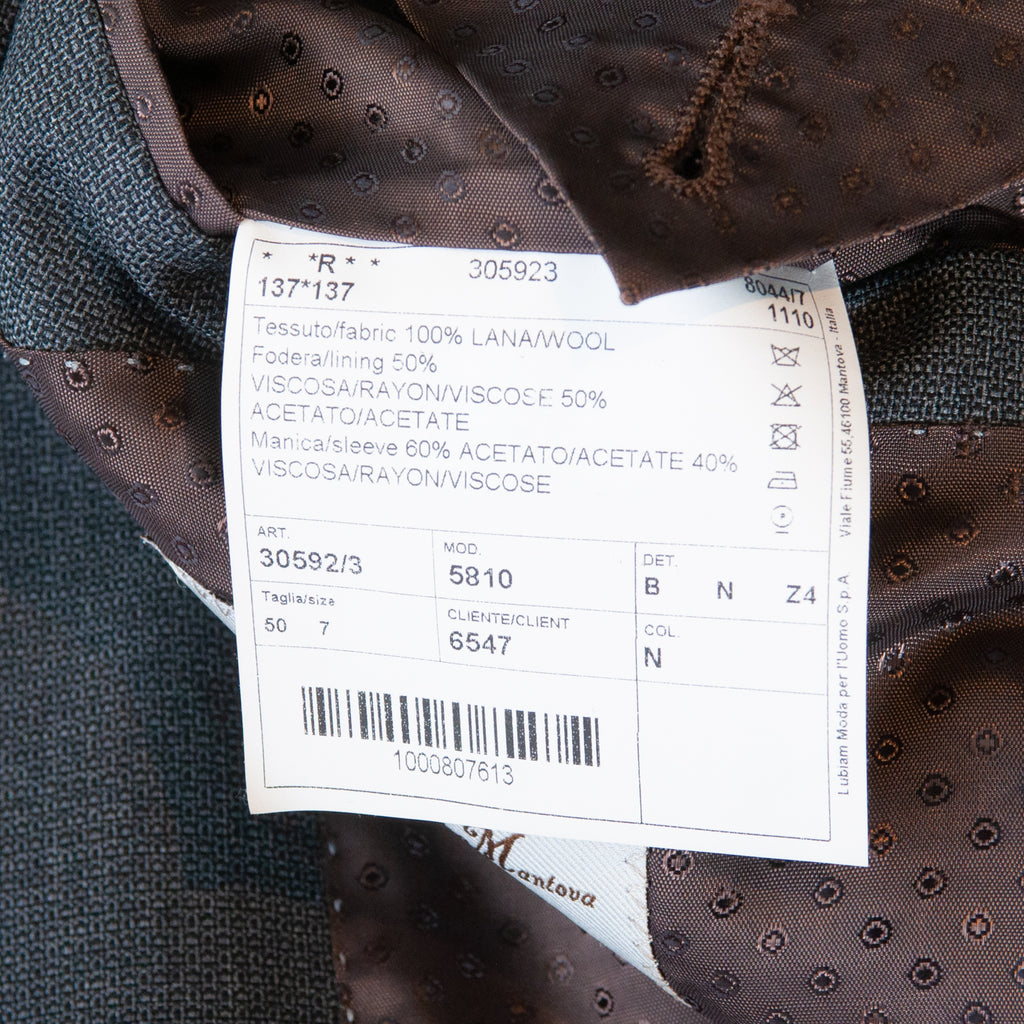 * *R * * 305923 8044/7
137*137 1110
Tessuto/fabric 100% LANA/WOOL
Fodera/lining 50%
VISCOSA/RAYON/VISCOSE 50%
ACETATO/ACETATE
Manica/sleeve 60% ACETATO/ACETATE 40%
VISCOSA/RAYON/VISCOSE
ART.
30592/3
MOD.
5810
DET.
B N Z4
Taglia/size
50 7
CLIENTE/CLIENT
6547
COL.
N
1000807613
Lubiam Moda per l'Uomo S.p.A Viale Fiume 55,46100 Mantova - Italia
Mantova